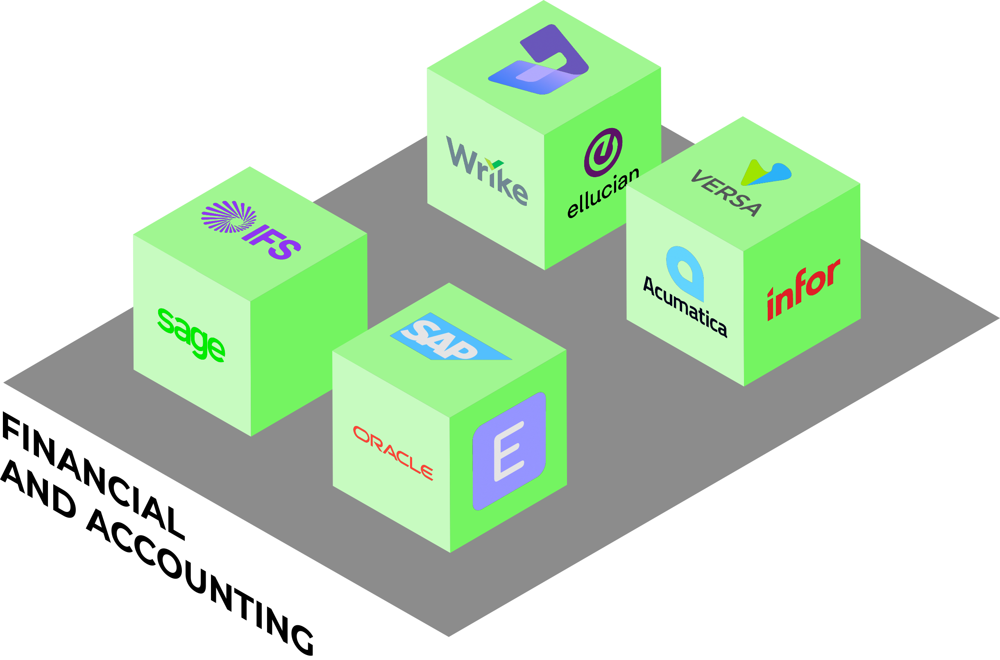 Wrike
ellucian
VERSA
IFS
Acumatica
infor
sage
SAP
ORACLE
E
FINANCIAL
AND ACCOUNTING